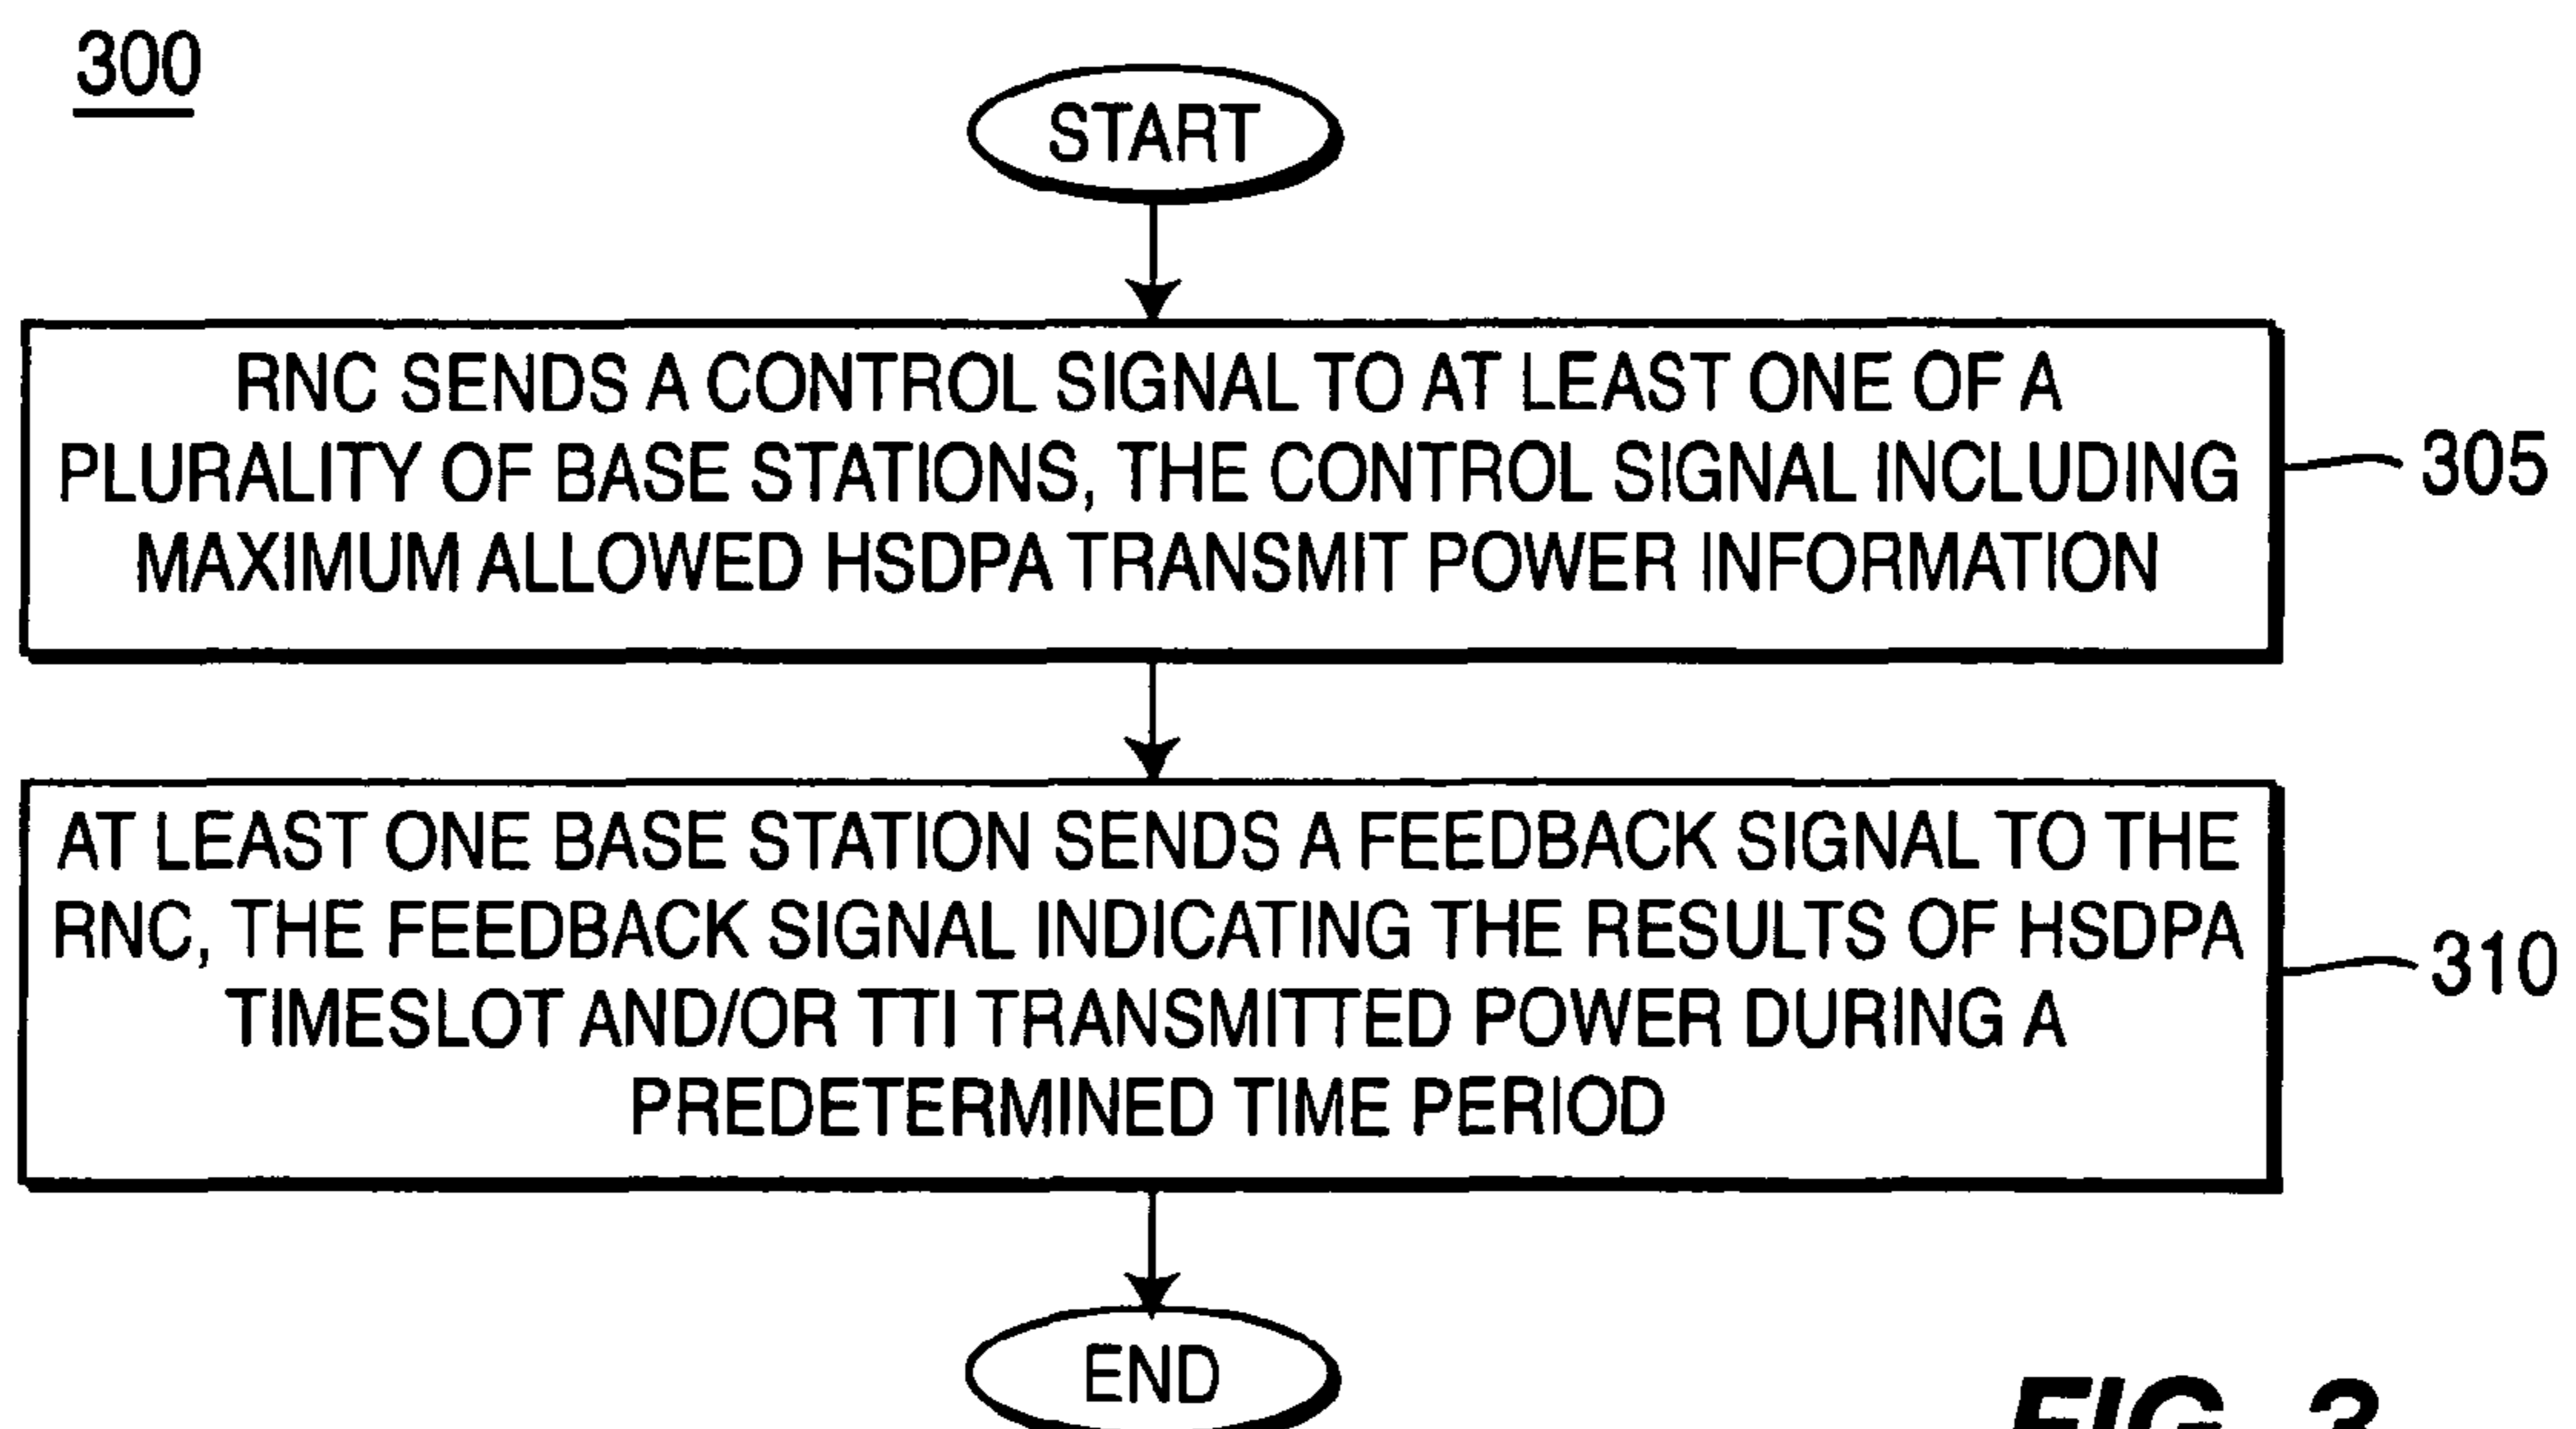 300
START
RNC SENDS A CONTROL SIGNAL TO AT LEAST ONE OF A
PLURALITY OF BASE STATIONS, THE CONTROL SIGNAL INCLUDING
MAXIMUM ALLOWED HSDPA TRANSMIT POWER INFORMATION
305
AT LEAST ONE BASE STATION SENDS A FEEDBACK SIGNAL TO THE
RNC, THE FEEDBACK SIGNAL INDICATING THE RESULTS OF HSDPA
TIMESLOT AND/OR TTI TRANSMITTED POWER DURING A
PREDETERMINED TIME PERIOD
310
END
FIG.